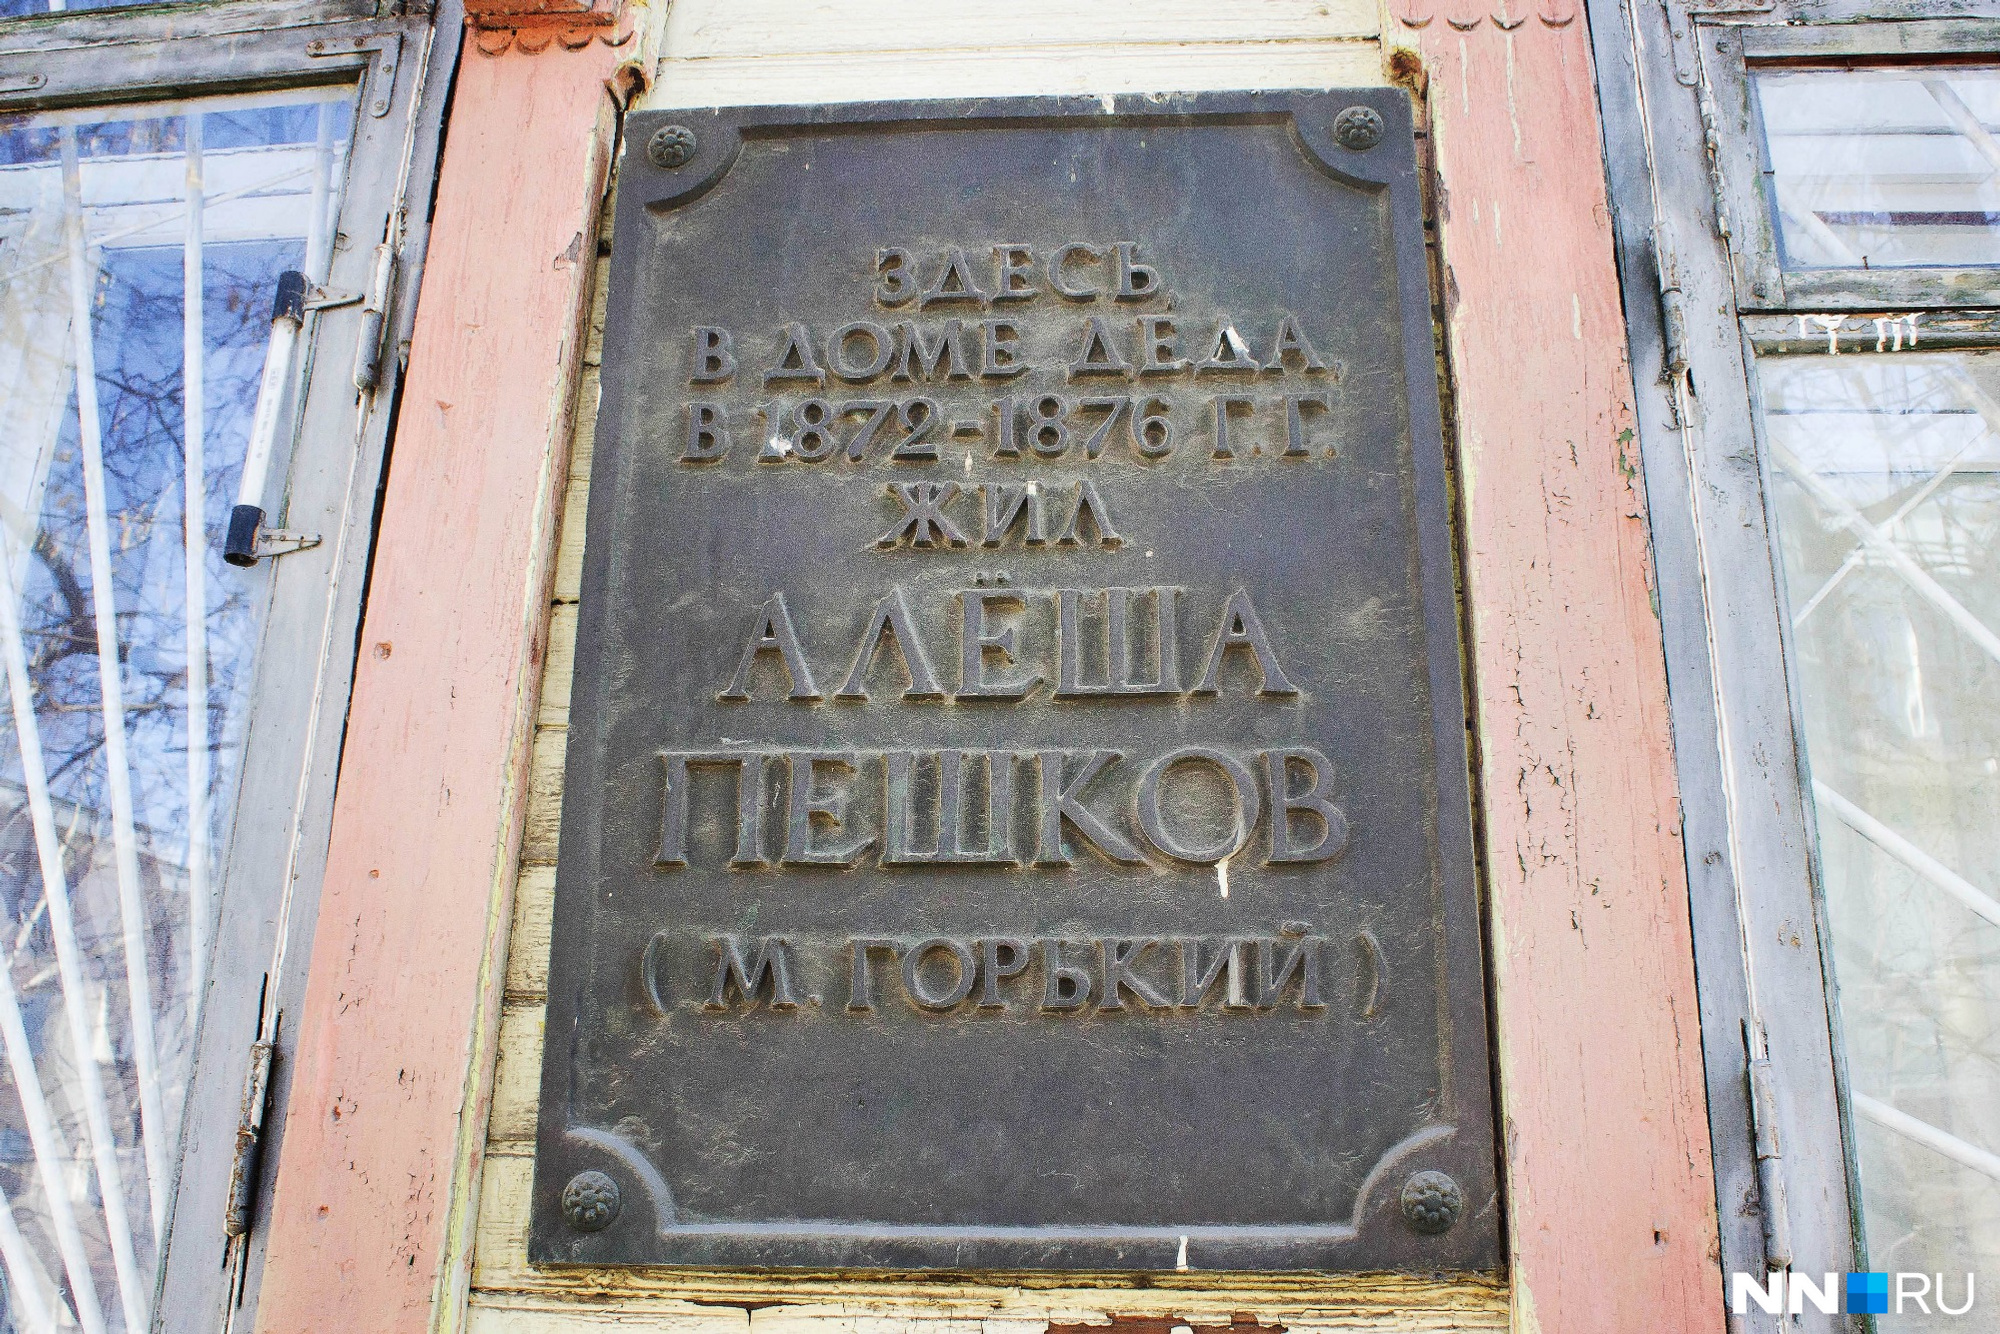 ЗДЕСЬ,
В ДОМЕ ДЕДА,
В 1872-1876 Г.Г.
ЖИЛ
АЛЁША
ПЕШКОВ
(М. ГОРЬКИЙ)
NN RU